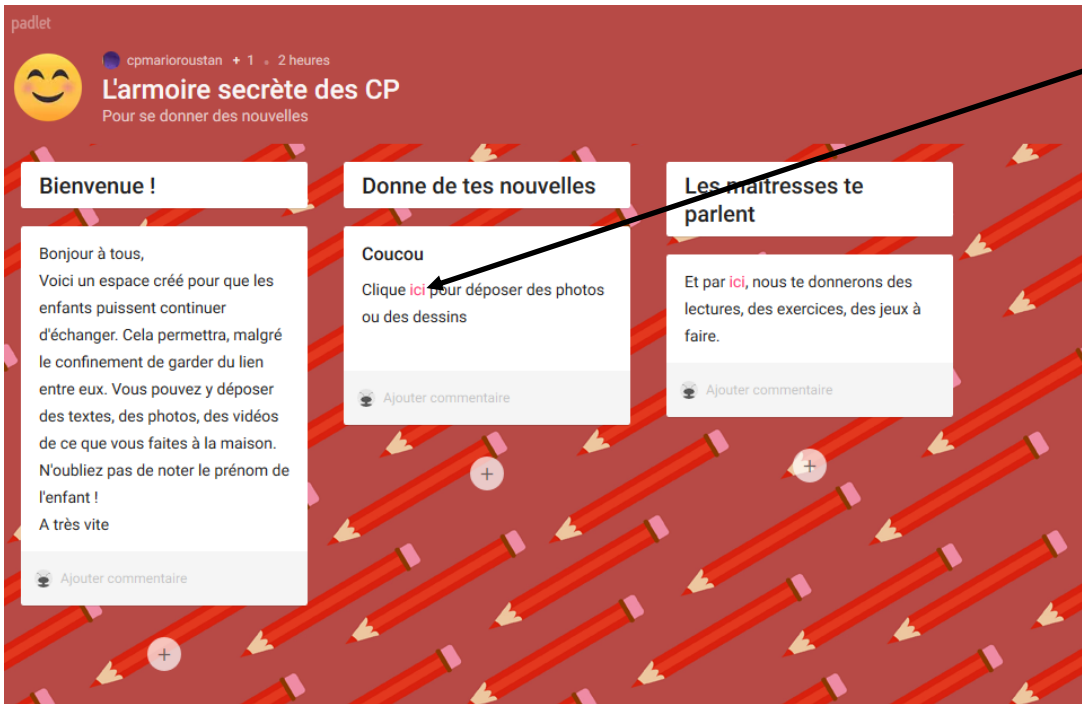 padlet
cpmarioroustan + 1 • 2 heures
L'armoire secrète des CP
Pour se donner des nouvelles
Bienvenue !
Bonjour à tous,
Voici un espace créé pour que les
enfants puissent continuer
d'échanger. Cela permettra, malgré
le confinement de garder du lien
entre eux. Vous pouvez y déposer
des textes, des photos, des vidéos
de ce que vous faites à la maison.
N'oubliez pas de noter le prénom de
l'enfant !
A très vite
Ajouter commentaire
+
Donne de tes nouvelles
Coucou
Clique ici pour déposer des photos
ou des dessins
Ajouter commentaire
+
Les maîtresses te
parlent
Et par ici, nous te donnerons des
lectures, des exercices, des jeux à
faire.
Ajouter commentaire
+